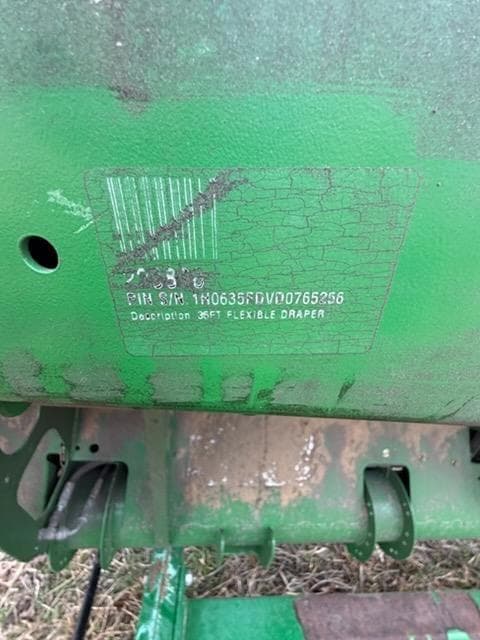 PIN S/N 1H0635FDVD0765256
Description 35FT FLEXIBLE DRAPER